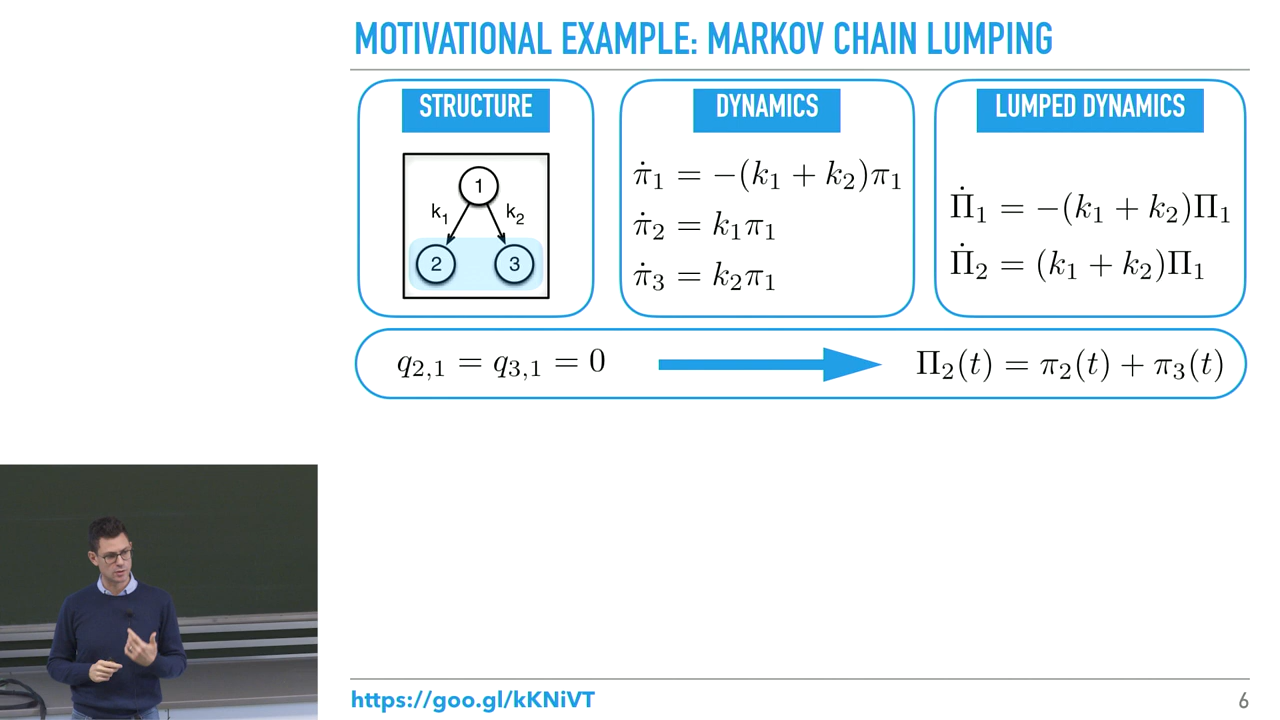 MOTIVATIONAL EXAMPLE: MARKOV CHAIN LUMPING
STRUCTURE
1
k₁ k₂
2 3
DYNAMICS
π̇₁ = −(k₁ + k₂)π₁
π̇₂ = k₁π₁
π̇₃ = k₂π₁
LUMPED DYNAMICS
Π̇₁ = −(k₁ + k₂)Π₁
Π̇₂ = (k₁ + k₂)Π₁
q₂,₁ = q₃,₁ = 0
Π₂(t) = π₂(t) + π₃(t)
https://goo.gl/kKNiVT
6